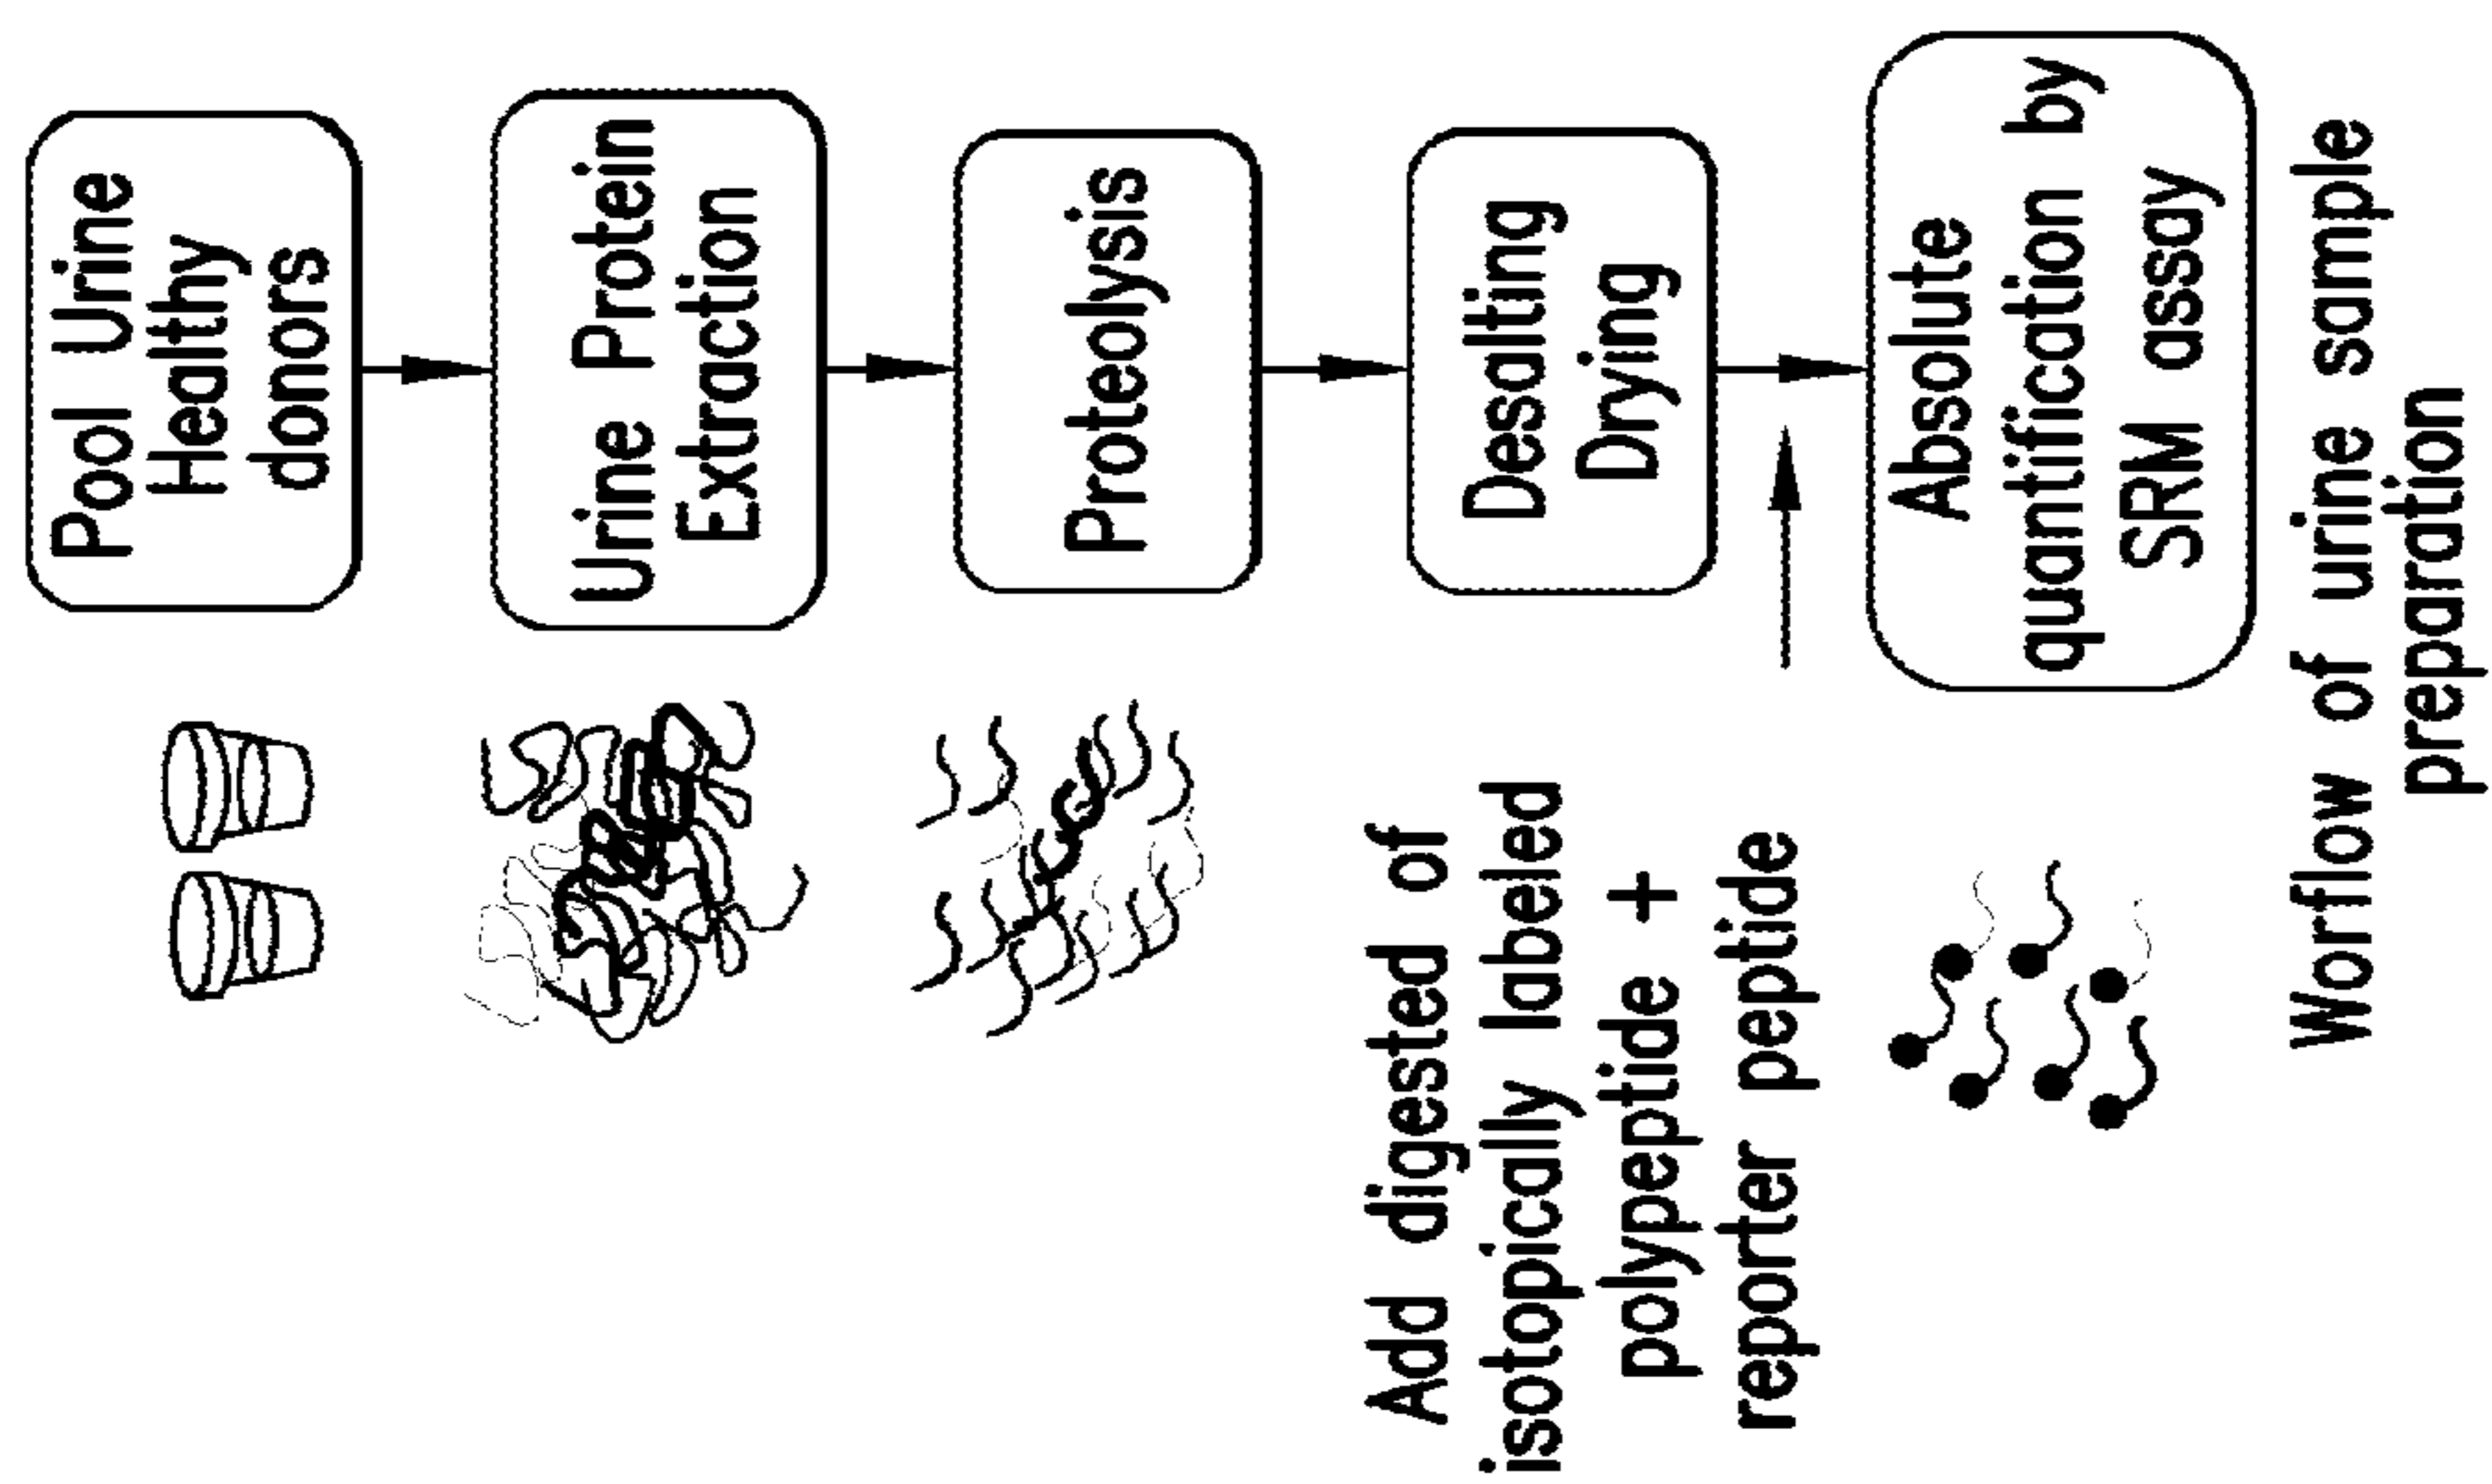 Pool Urine
Healthy
donors
Urine Protein
Extraction
Proteolysis
Desalting
Drying
Add digested of
isotopically labeled
polypeptide +
reporter peptide
Absolute
quantification by
SRM assay
Worflow of urine sample
preparation